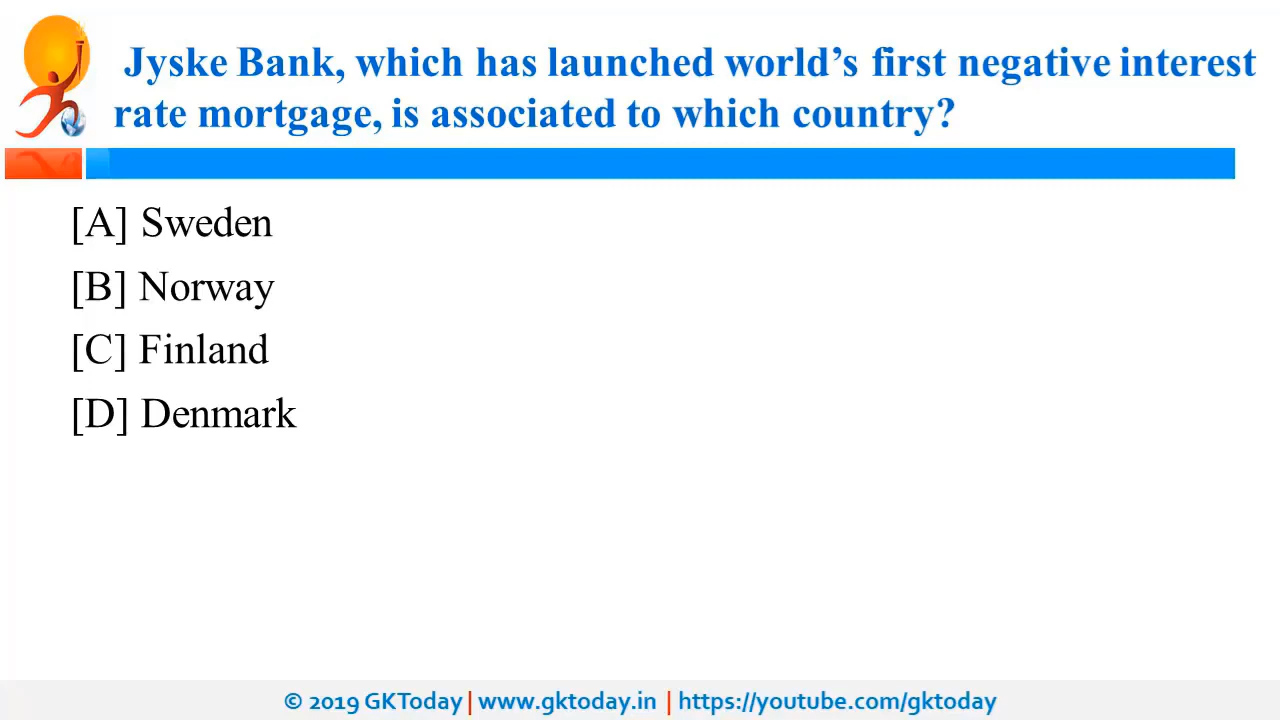 Jyske Bank, which has launched world’s first negative interest
rate mortgage, is associated to which country?
[A] Sweden
[B] Norway
[C] Finland
[D] Denmark
© 2019 GKToday | www.gktoday.in | https://youtube.com/gktoday